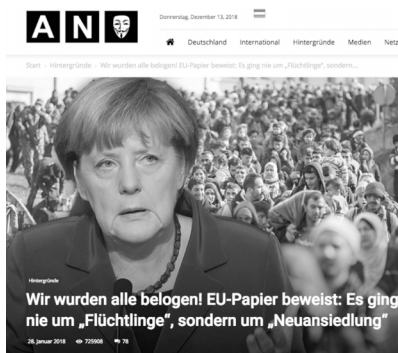 AN
Donnerstag, Dezember 13, 2018
Deutschland International Hintergründe Medien Netz
Start › Hintergründe › Wir wurden alle belogen! EU-Papier beweist: Es ging nie um „Flüchtlinge“, sondern...
Hintergründe
Wir wurden alle belogen! EU-Papier beweist: Es ging
nie um „Flüchtlinge“, sondern um „Neuansiedlung“
28. Januar 2018 725908 78